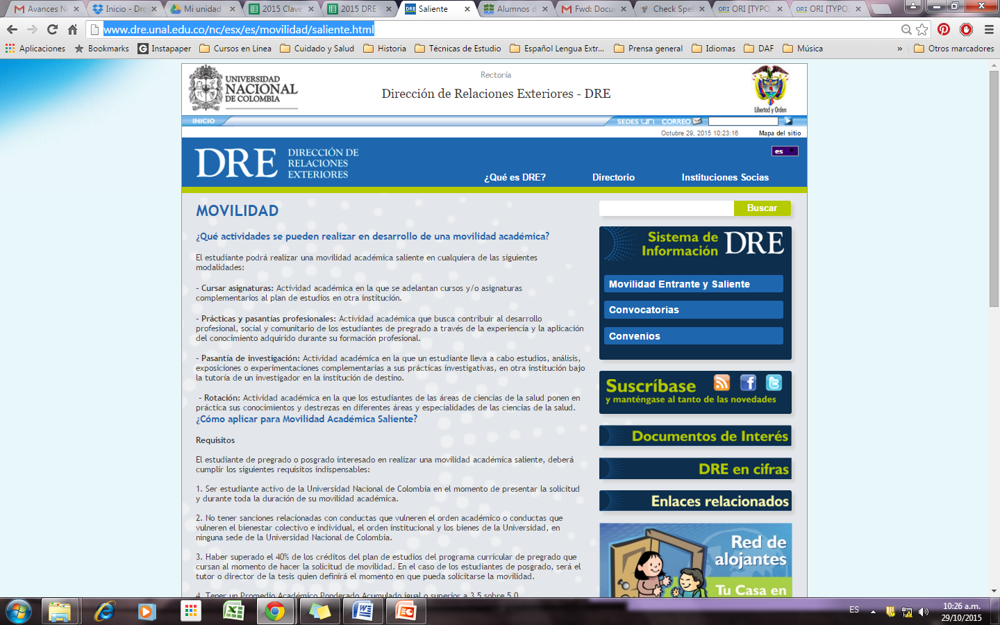 Avances Ne
Inicio - Dro
Mi unidad
2015 Clave
2015 DRE -
Saliente
Alumnos d
Fwd: Docu
Check Spel
ORI ORI [TYPO
ORI ORI [TYPO
www.dre.unal.edu.co/nc/esx/es/movilidad/saliente.html
Aplicaciones
Bookmarks
Instapaper
Cursos en Línea
Cuidado y Salud
Historia
Técnicas de Estudio
Español Lengua Extr...
Prensa general
Idiomas
DAF
Música
»
Otros marcadores
UNIVERSIDAD
NACIONAL
DE COLOMBIA
Rectoría
Dirección de Relaciones Exteriores - DRE
Libertad y Orden
INICIO
SEDES un
CORREO
Octubre 29, 2015 10:23:16
Mapa del sitio
DRE DIRECCIÓN DE
RELACIONES
EXTERIORES
es
¿Qué es DRE?
Directorio
Instituciones Socias
MOVILIDAD
¿Qué actividades se pueden realizar en desarrollo de una movilidad académica?
El estudiante podrá realizar una movilidad académica saliente en cualquiera de las siguientes
modalidades:
- Cursar asignaturas: Actividad académica en la que se adelantan cursos y/o asignaturas
complementarios al plan de estudios en otra institución.
- Prácticas y pasantías profesionales: Actividad académica que busca contribuir al desarrollo
profesional, social y comunitario de los estudiantes de pregrado a través de la experiencia y la aplicación
del conocimiento adquirido durante su formación profesional.
- Pasantía de investigación: Actividad académica en la que un estudiante lleva a cabo estudios, análisis,
exposiciones o experimentaciones complementarias a sus prácticas investigativas, en otra institución bajo
la tutoría de un investigador en la institución de destino.
- Rotación: Actividad académica en la que los estudiantes de las áreas de ciencias de la salud ponen en
práctica sus conocimientos y destrezas en diferentes áreas y especialidades de las ciencias de la salud.
¿Cómo aplicar para Movilidad Académica Saliente?
Requisitos
El estudiante de pregrado o posgrado interesado en realizar una movilidad académica saliente, deberá
cumplir los siguientes requisitos indispensables:
1. Ser estudiante activo de la Universidad Nacional de Colombia en el momento de presentar la solicitud
y durante toda la duración de su movilidad académica.
2. No tener sanciones relacionadas con conductas que vulneren el orden académico o conductas que
vulneren el bienestar colectivo e individual, el orden institucional y los bienes de la Universidad, en
ninguna sede de la Universidad Nacional de Colombia.
3. Haber superado el 40% de los créditos del plan de estudios del programa curricular de pregrado que
cursan al momento de hacer la solicitud de movilidad. En el caso de los estudiantes de posgrado, será el
tutor o director de la tesis quien definirá el momento en que pueda solicitarse la movilidad.
4. Tener un Promedio Académico Ponderado Acumulado igual o superior a 3.5 sobre 5.0
Buscar
Sistema de
Información DRE
Movilidad Entrante y Saliente
Convocatorias
Convenios
Suscríbase
y manténgase al tanto de las novedades
Documentos de Interés
DRE en cifras
Enlaces relacionados
Red de
alojantes
Tu Casa en
ES
10:26 a.m.
29/10/2015